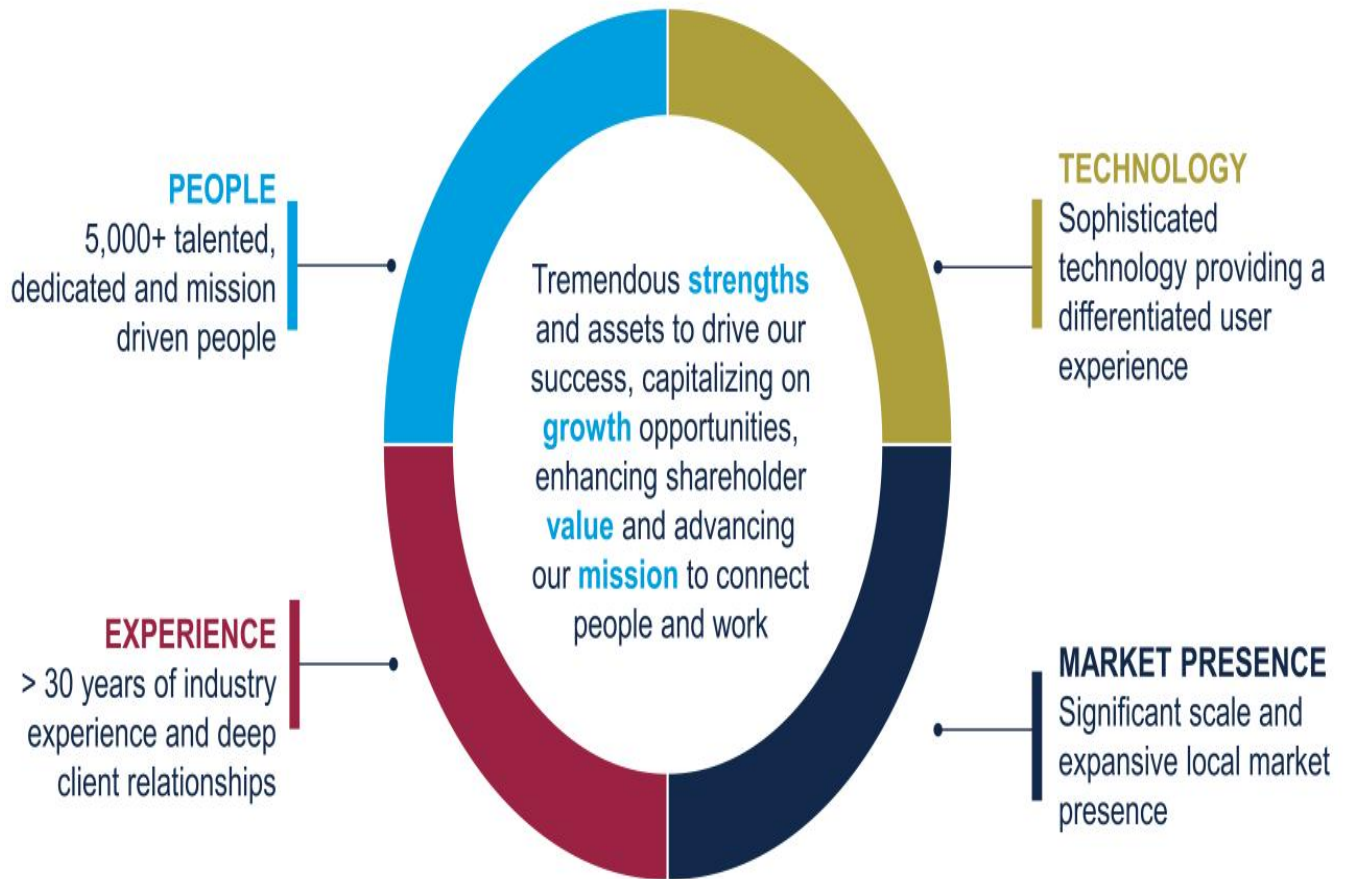 PEOPLE
5,000+ talented,
dedicated and mission
driven people
TECHNOLOGY
Sophisticated
technology providing a
differentiated user
experience
Tremendous strengths
and assets to drive our
success, capitalizing on
growth opportunities,
enhancing shareholder
value and advancing
our mission to connect
people and work
EXPERIENCE
> 30 years of industry
experience and deep
client relationships
MARKET PRESENCE
Significant scale and
expansive local market
presence